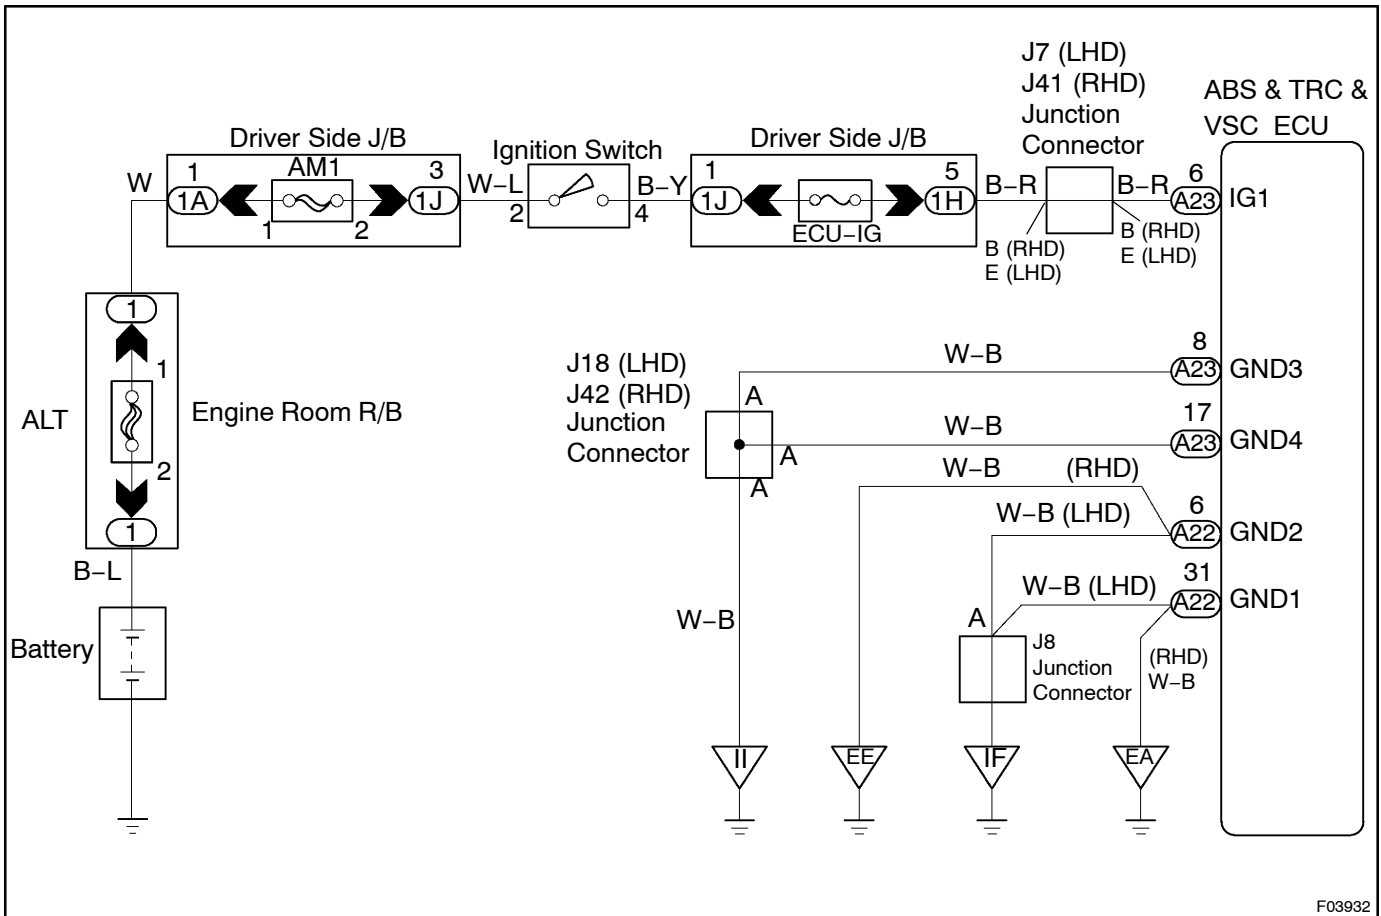 J7 (LHD)
J41 (RHD)
Junction
Connector
ABS & TRC &
VSC ECU
Driver Side J/B
Ignition Switch
Driver Side J/B
W
1
AM1
3
W-L
B-Y
1
5
B-R
B-R
6
1A
1J
1J
1H
A23
IG1
1
2
2
4
ECU-IG
B (RHD)
E (LHD)
B (RHD)
E (LHD)
1
1
ALT
Engine Room R/B
2
1
B-L
Battery
J18 (LHD)
J42 (RHD)
Junction
Connector
A
A
A
W-B
8
A23
GND3
W-B
17
A23
GND4
W-B
(RHD)
W-B (LHD)
6
A22
GND2
W-B (LHD)
31
A22
GND1
W-B
A
J8
Junction
Connector
(RHD)
W-B
II
EE
IF
EA
F03932